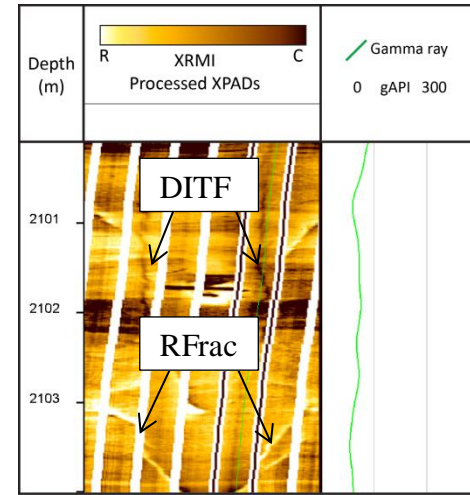 Depth
(m)
R C
XRMI
Processed XPADs
Gamma ray
0 gAPI 300
DITF
2101
2102
RFrac
2103